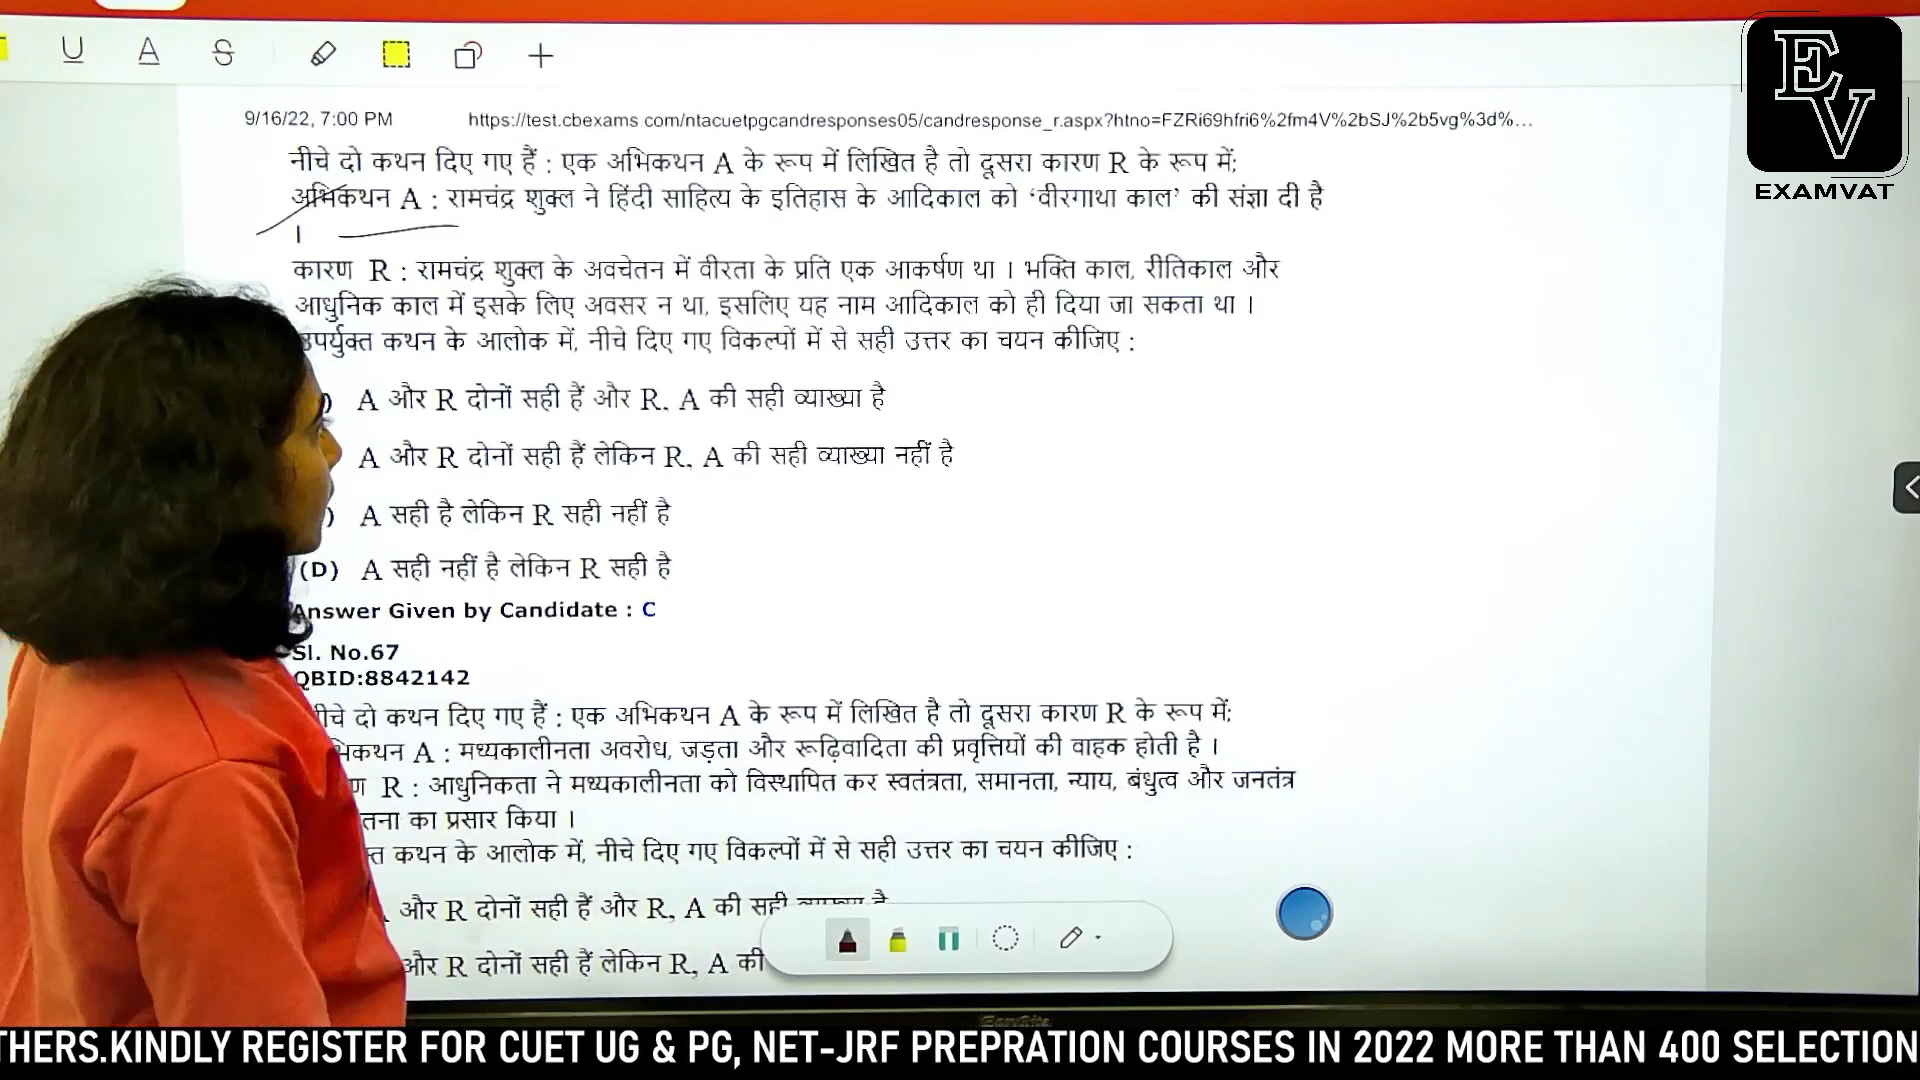 9/16/22, 7:00 PM https://test.cbexams.com/ntacuetpgcandresponses05/candresponse_r.aspx?htno=FZRi69hfri6%2fm4V%2bSJ%2b5vg%3d%...
EV
EXAMVAT
नीचे दो कथन दिए गए हैं : एक अभिकथन A के रूप में लिखित है तो दूसरा कारण R के रूप में;
अभिकथन A : रामचंद्र शुक्ल ने हिंदी साहित्य के इतिहास के आदिकाल को ‘वीरगाथा काल’ की संज्ञा दी है
।
कारण R : रामचंद्र शुक्ल के अवचेतन में वीरता के प्रति एक आकर्षण था । भक्ति काल, रीतिकाल और
आधुनिक काल में इसके लिए अवसर न था, इसलिए यह नाम आदिकाल को ही दिया जा सकता था ।
उपर्युक्त कथन के आलोक में, नीचे दिए गए विकल्पों में से सही उत्तर का चयन कीजिए :
) A और R दोनों सही हैं और R, A की सही व्याख्या है
A और R दोनों सही हैं लेकिन R, A की सही व्याख्या नहीं है
) A सही है लेकिन R सही नहीं है
(D) A सही नहीं है लेकिन R सही है
Answer Given by Candidate : C
Sl. No.67
QBID:8842142
नीचे दो कथन दिए गए हैं : एक अभिकथन A के रूप में लिखित है तो दूसरा कारण R के रूप में;
भिकथन A : मध्यकालीनता अवरोध, जड़ता और रूढ़िवादिता की प्रवृत्तियों की वाहक होती है ।
ण R : आधुनिकता ने मध्यकालीनता को विस्थापित कर स्वतंत्रता, समानता, न्याय, बंधुत्व और जनतंत्र
तना का प्रसार किया ।
क्त कथन के आलोक में, नीचे दिए गए विकल्पों में से सही उत्तर का चयन कीजिए :
और R दोनों सही हैं और R, A की सही व्याख्या है
और R दोनों सही हैं लेकिन R, A की
THERS.KINDLY REGISTER FOR CUET UG & PG, NET-JRF PREPRATION COURSES IN 2022 MORE THAN 400 SELECTION